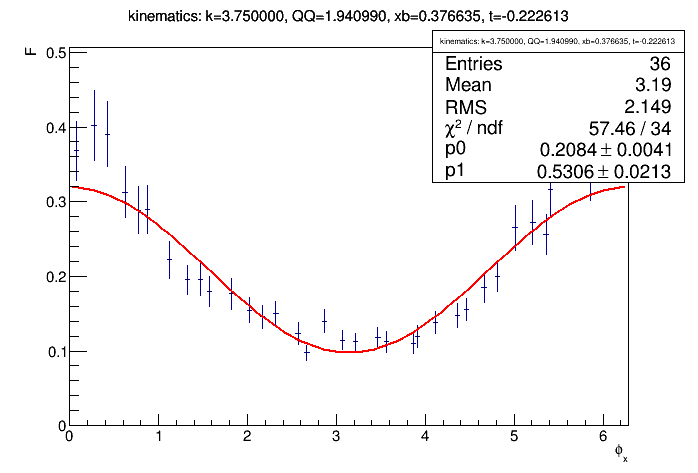 kinematics: k=3.750000, QQ=1.940990, xb=0.376635, t=-0.222613
kinematics: k=3.750000, QQ=1.940990, xb=0.376635, t=-0.222613
Entries 36
Mean 3.19
RMS 2.149
χ² / ndf 57.46 / 34
p0 0.2084 ± 0.0041
p1 0.5306 ± 0.0213
F
0.5
0.4
0.3
0.2
0.1
0
0 1 2 3 4 5 6
ϕx